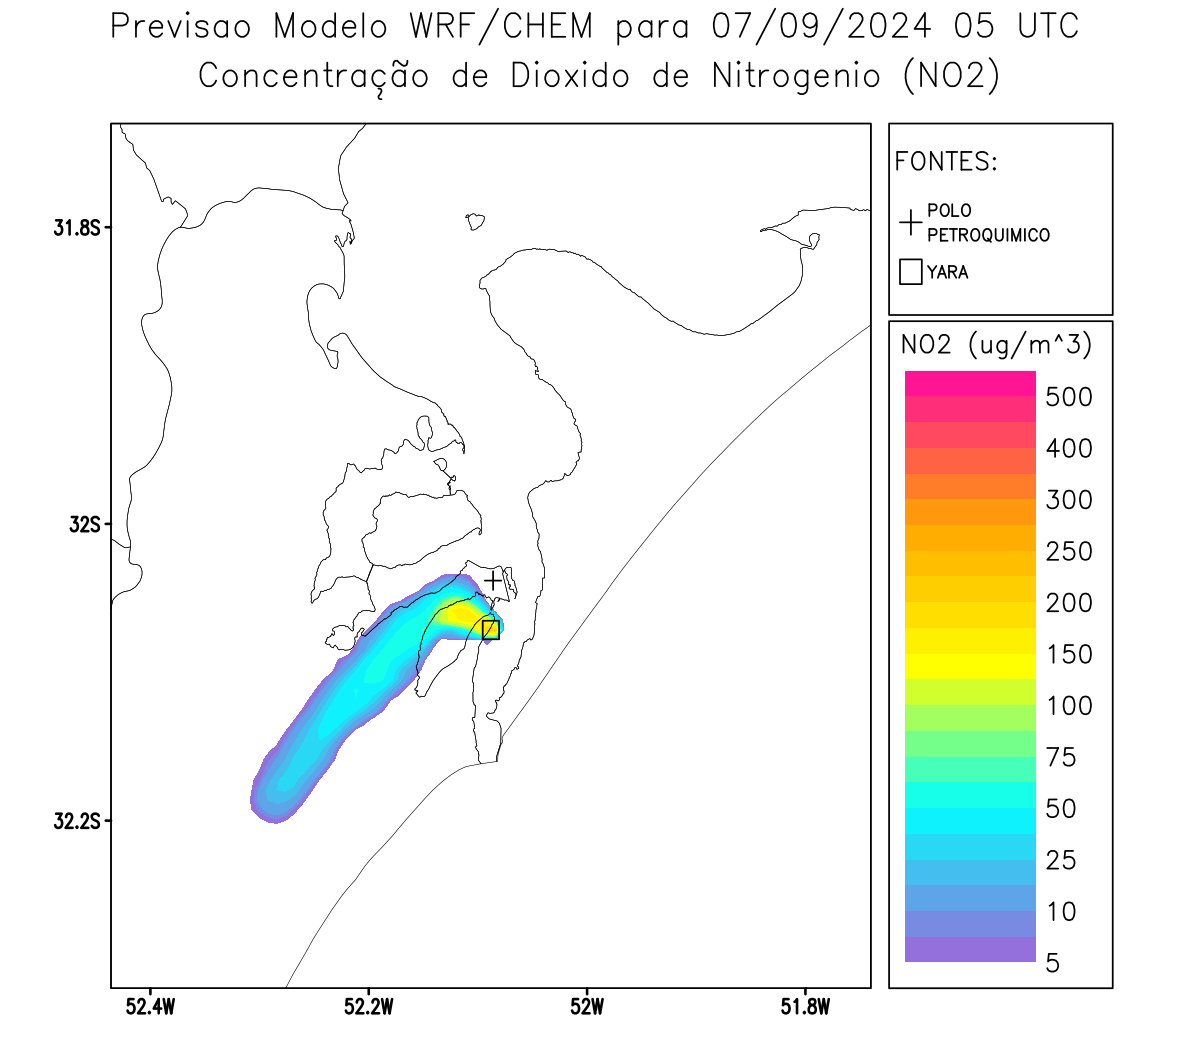 Previsao Modelo WRF/CHEM para 07/09/2024 05 UTC
Concentração de Dioxido de Nitrogenio (NO2)
FONTES:
POLO
PETROQUIMICO
YARA
NO2 (ug/m^3)
500
400
300
250
200
150
100
75
50
25
10
5
31.8S
32S
32.2S
52.4W
52.2W
52W
51.8W